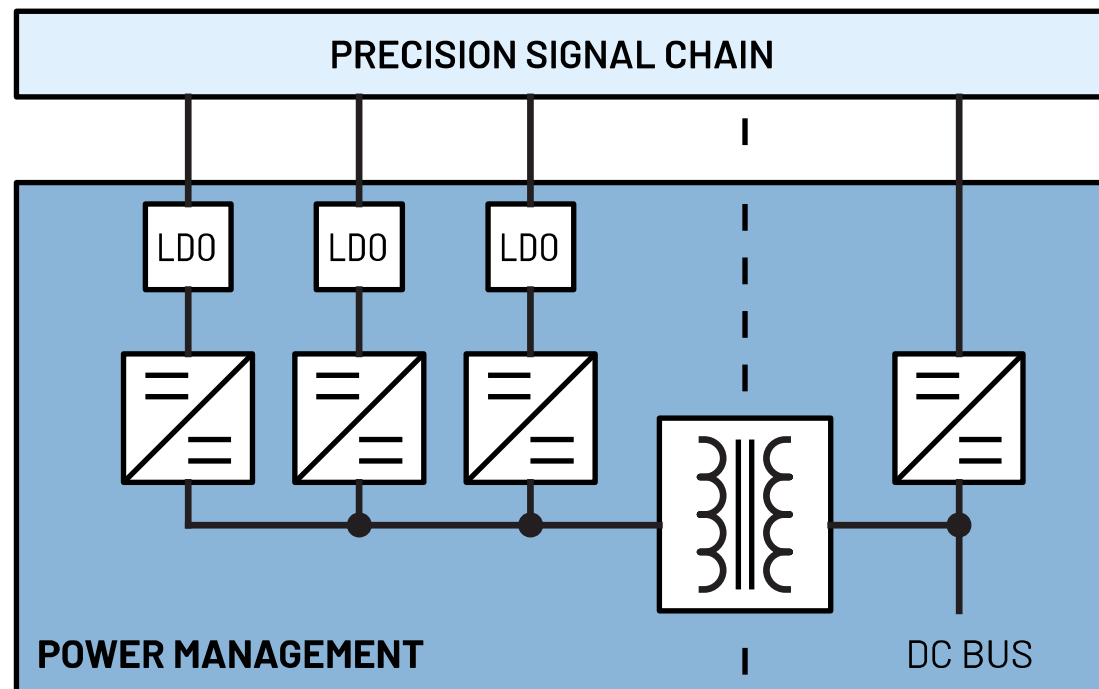 PRECISION SIGNAL CHAIN
LDO
LDO
LDO
POWER MANAGEMENT
DC BUS